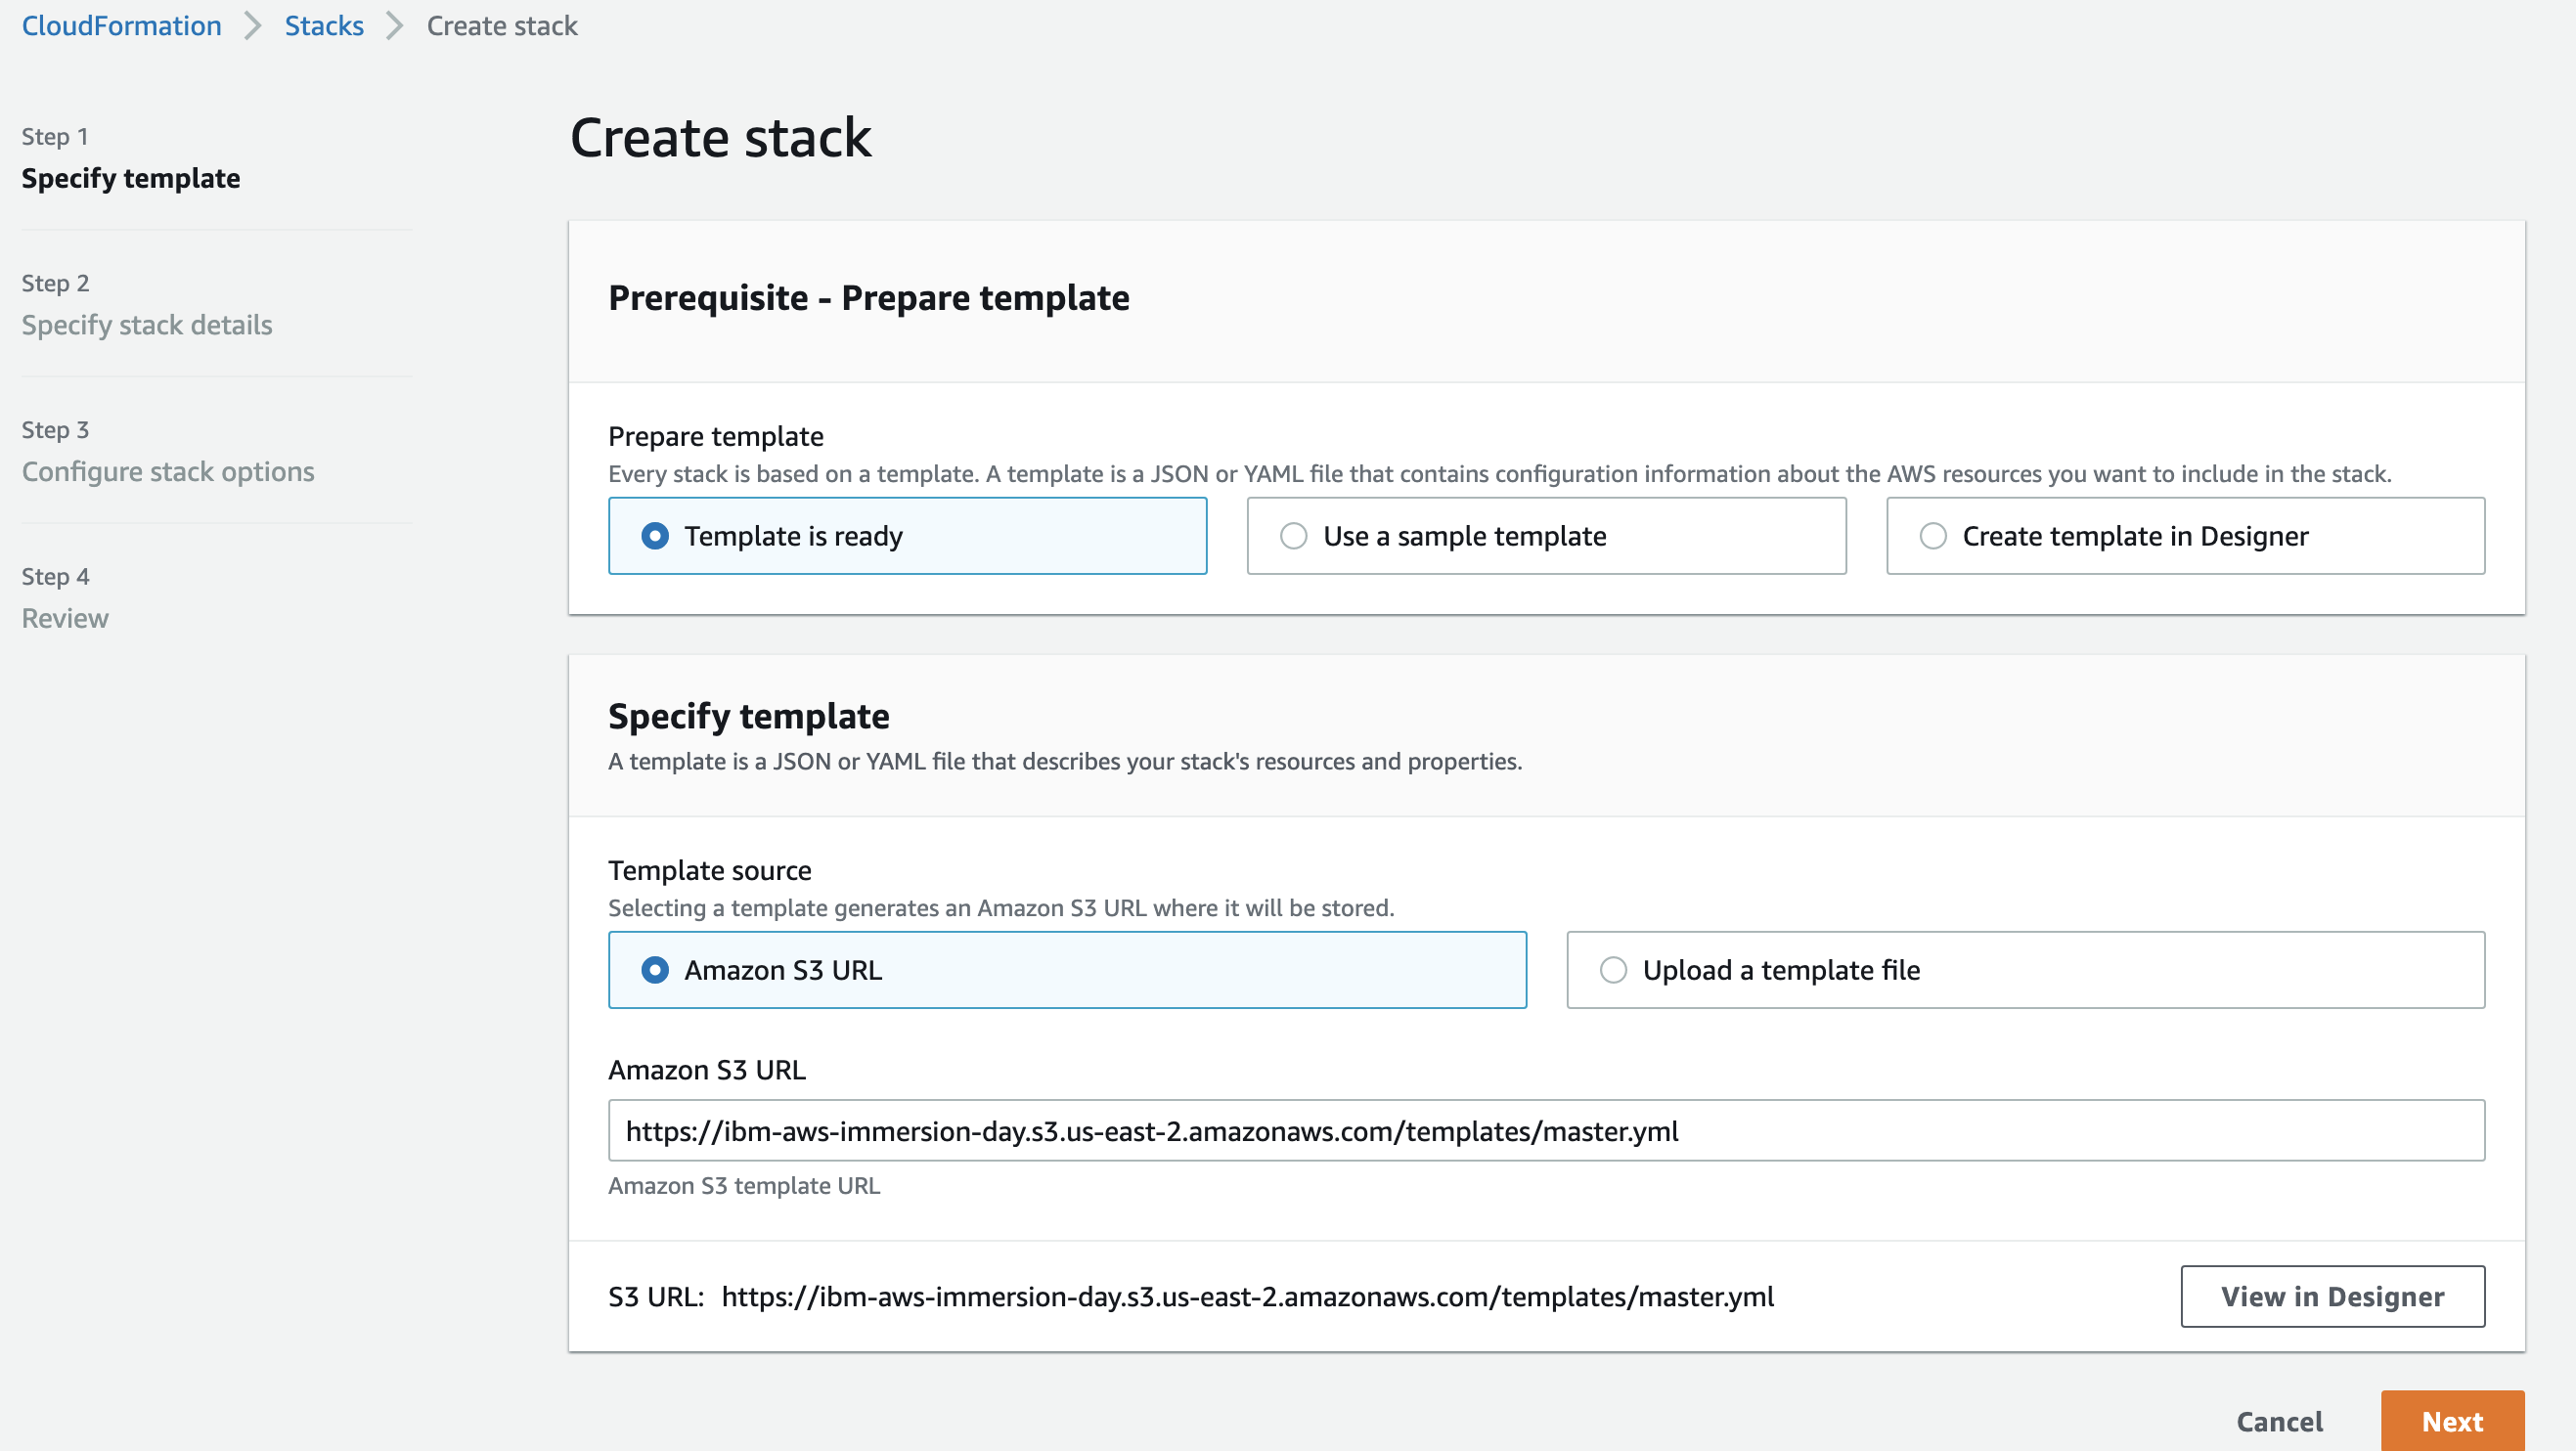 CloudFormation > Stacks > Create stack
Step 1
Specify template
Step 2
Specify stack details
Step 3
Configure stack options
Step 4
Review
Create stack
Prerequisite - Prepare template
Prepare template
Every stack is based on a template. A template is a JSON or YAML file that contains configuration information about the AWS resources you want to include in the stack.
Template is ready
Use a sample template
Create template in Designer
Specify template
A template is a JSON or YAML file that describes your stack's resources and properties.
Template source
Selecting a template generates an Amazon S3 URL where it will be stored.
Amazon S3 URL
Upload a template file
Amazon S3 URL
https://ibm-aws-immersion-day.s3.us-east-2.amazonaws.com/templates/master.yml
Amazon S3 template URL
S3 URL: https://ibm-aws-immersion-day.s3.us-east-2.amazonaws.com/templates/master.yml
View in Designer
Cancel
Next